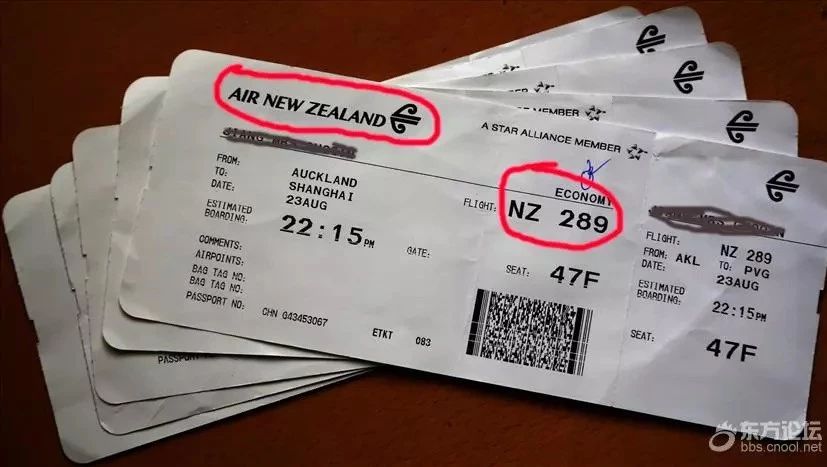 AIR NEW ZEALAND
A STAR ALLIANCE MEMBER
FROM: AUCKLAND
TO: SHANGHAI
DATE: 23AUG
ESTIMATED
BOARDING: 22:15PM
GATE:
COMMENTS:
AIRPOINTS:
BAG TAG NO:
BAG TAG NO:
PASSPORT NO: CHN G43453067
ETKT 083
ECONOMY
FLIGHT: NZ 289
SEAT: 47F
FLIGHT: NZ 289
FROM: AKL TO: PVG
DATE: 23AUG
ESTIMATED
BOARDING: 22:15PM
SEAT: 47F
MEMBER
PASSPORT
东方论坛
bbs.cnool.net